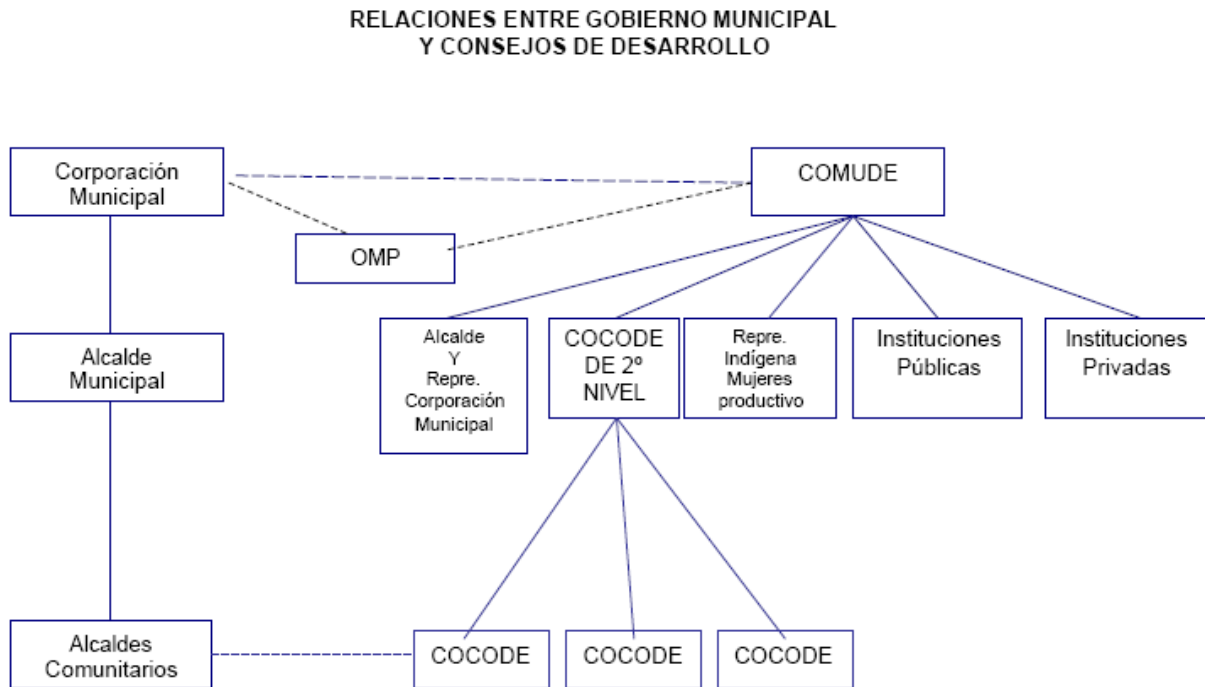 RELACIONES ENTRE GOBIERNO MUNICIPAL
Y CONSEJOS DE DESARROLLO
Corporación
Municipal
COMUDE
OMP
Alcalde
Municipal
Alcalde
Y
Repre.
Corporación
Municipal
COCODE
DE 2º
NIVEL
Repre.
Indígena
Mujeres
productivo
Instituciones
Públicas
Instituciones
Privadas
Alcaldes
Comunitarios
COCODE
COCODE
COCODE